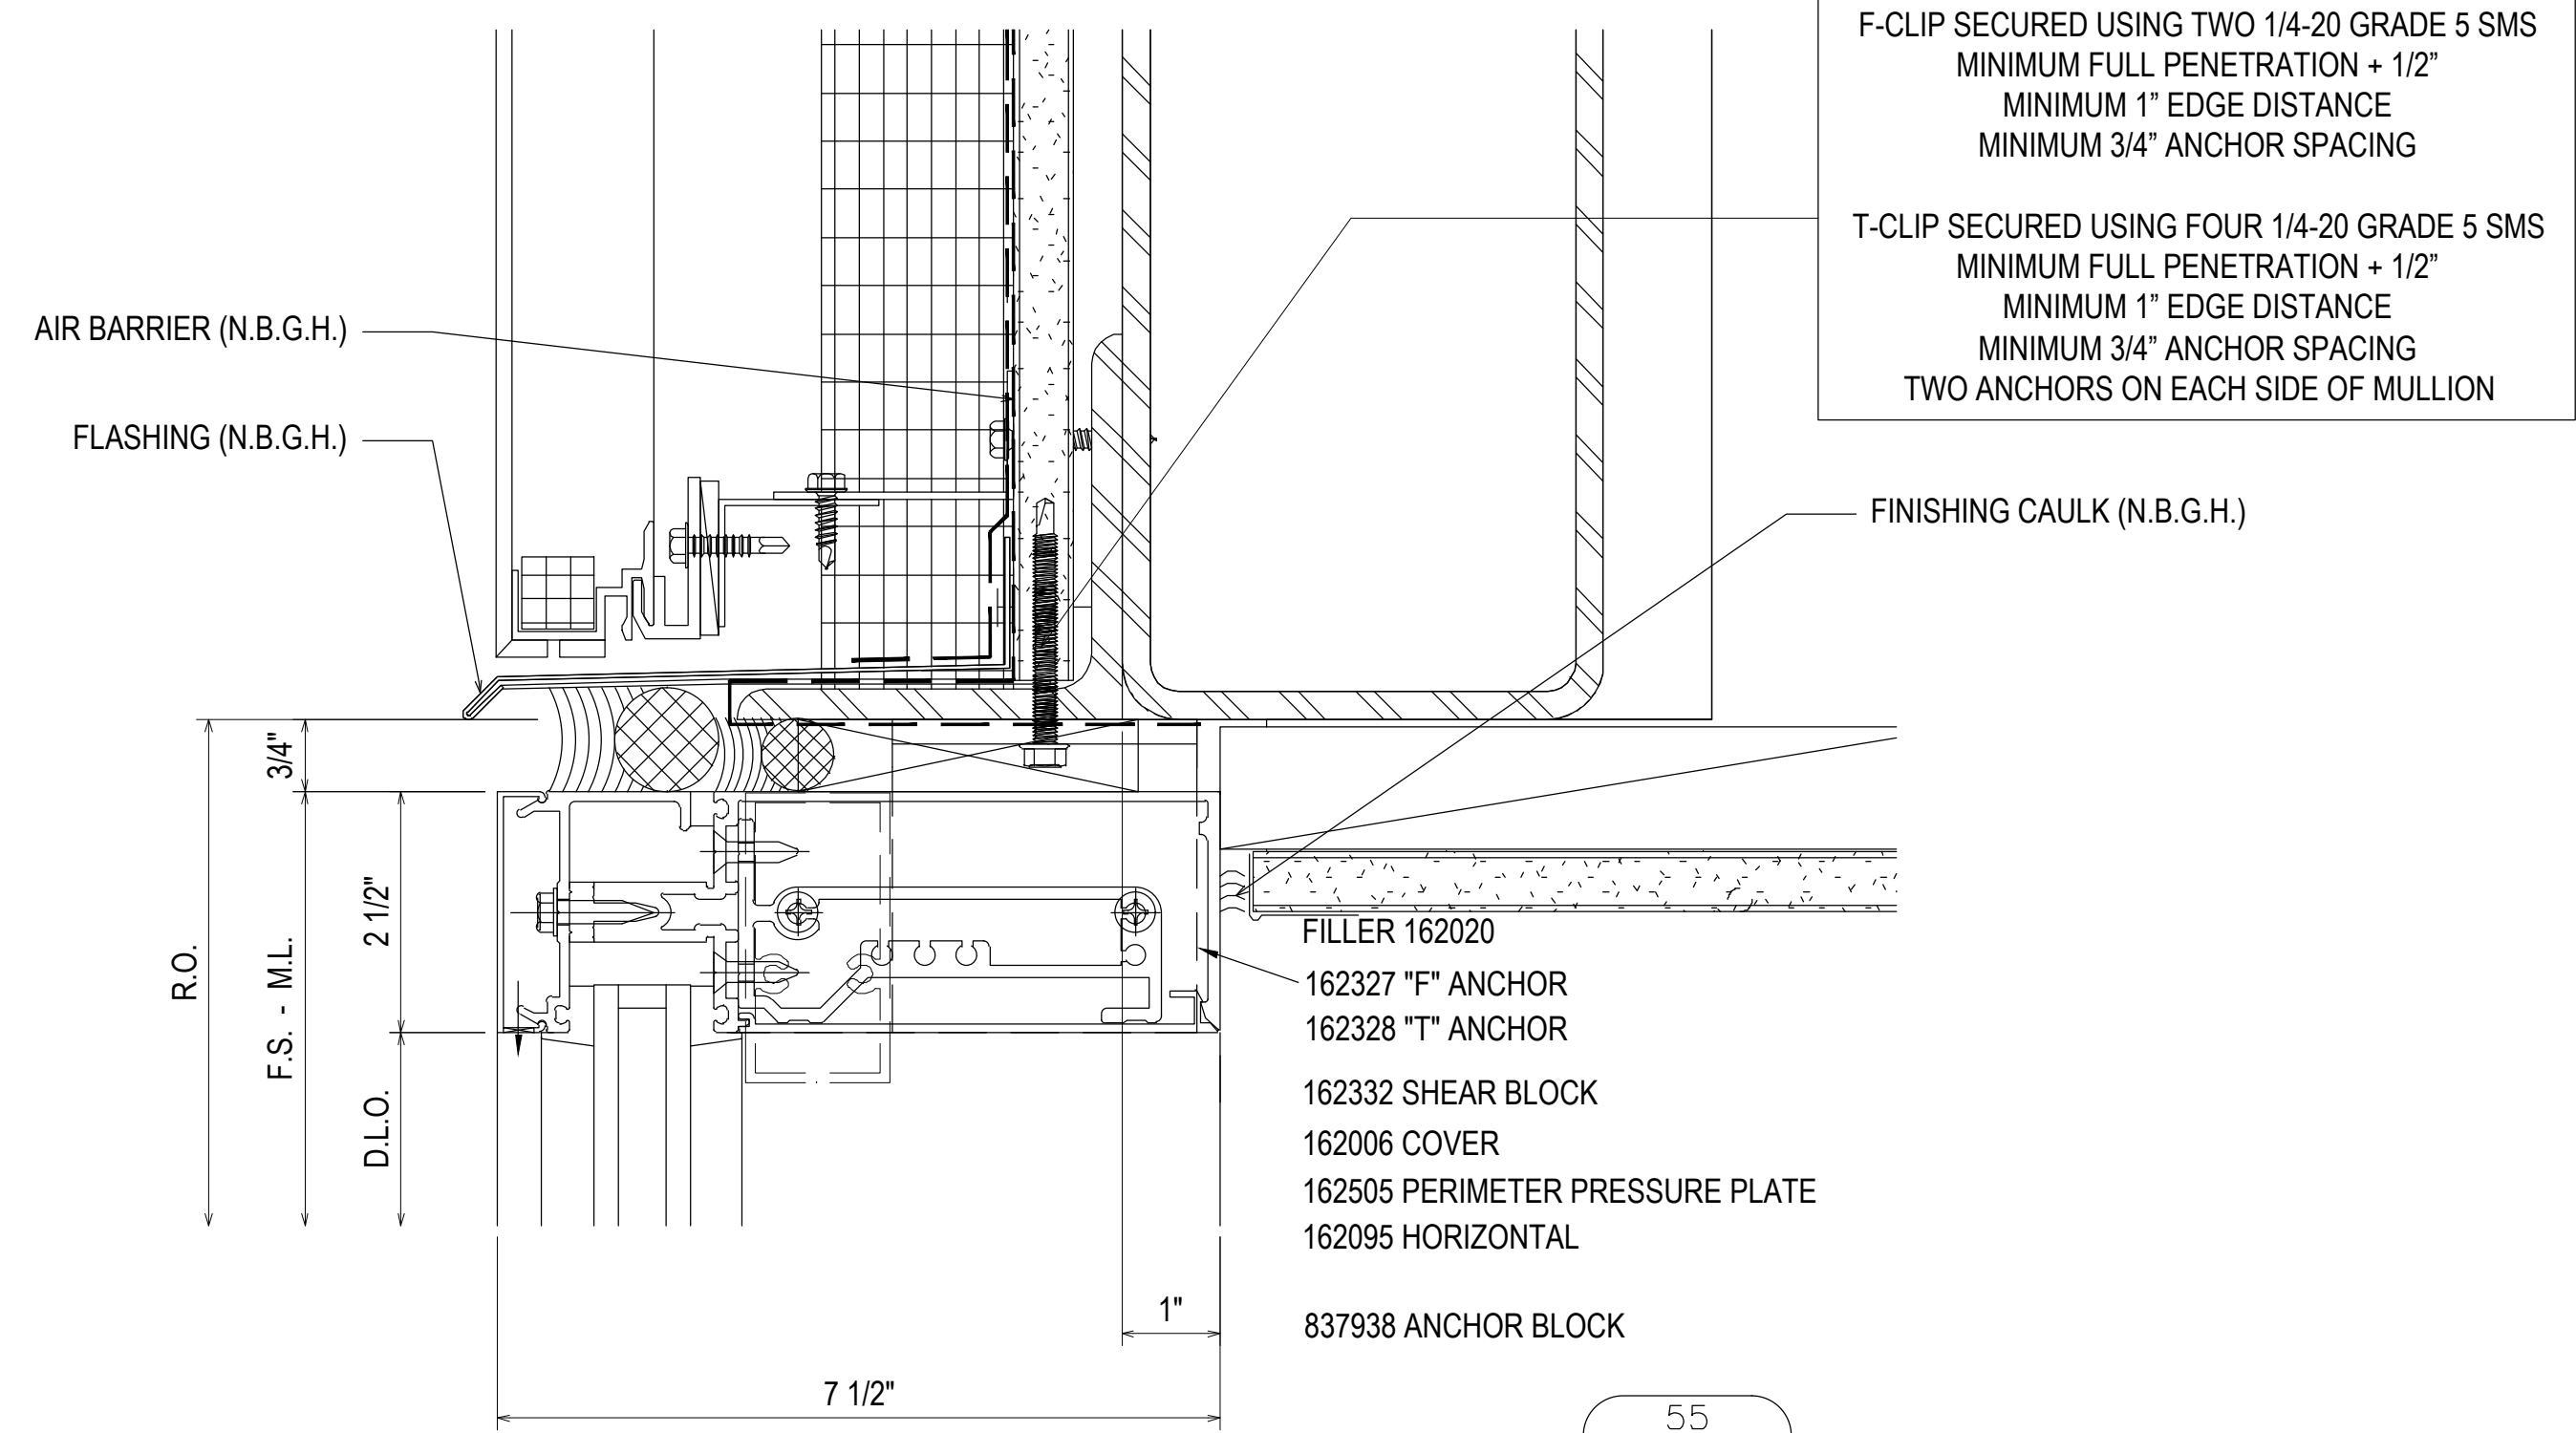 F-CLIP SECURED USING TWO 1/4-20 GRADE 5 SMS
MINIMUM FULL PENETRATION + 1/2”
MINIMUM 1” EDGE DISTANCE
MINIMUM 3/4” ANCHOR SPACING
T-CLIP SECURED USING FOUR 1/4-20 GRADE 5 SMS
MINIMUM FULL PENETRATION + 1/2”
MINIMUM 1” EDGE DISTANCE
MINIMUM 3/4” ANCHOR SPACING
TWO ANCHORS ON EACH SIDE OF MULLION
AIR BARRIER (N.B.G.H.)
FLASHING (N.B.G.H.)
FINISHING CAULK (N.B.G.H.)
3/4"
2 1/2"
R.O.
F.S. - M.L.
D.L.O.
FILLER 162020
162327 "F" ANCHOR
162328 "T" ANCHOR
162332 SHEAR BLOCK
162006 COVER
162505 PERIMETER PRESSURE PLATE
162095 HORIZONTAL
837938 ANCHOR BLOCK
1"
7 1/2"
55